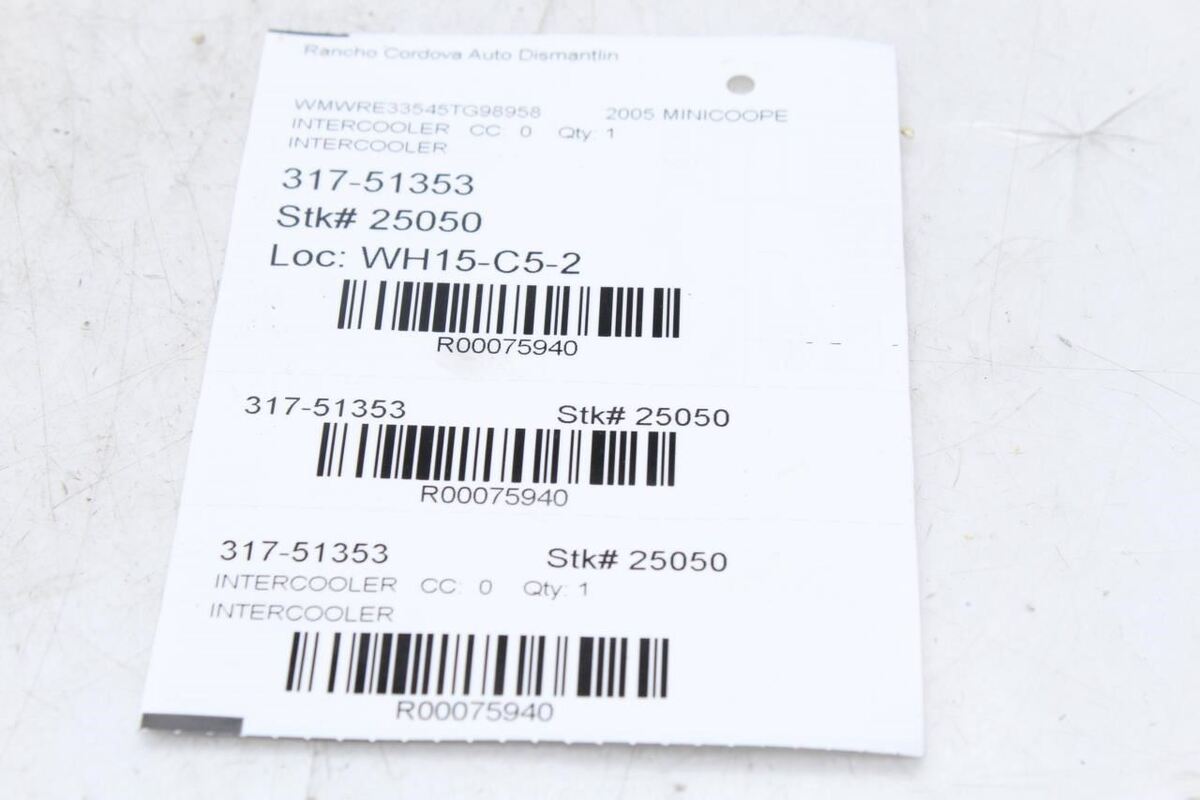 Rancho Cordova Auto Dismantlin
WMWRE33545TG98958 2005 MINICOOPE
INTERCOOLER CC: 0 Qty: 1
INTERCOOLER
317-51353
Stk# 25050
Loc: WH15-C5-2
R00075940
317-51353 Stk# 25050
R00075940
317-51353 Stk# 25050
INTERCOOLER CC: 0 Qty: 1
INTERCOOLER
R00075940